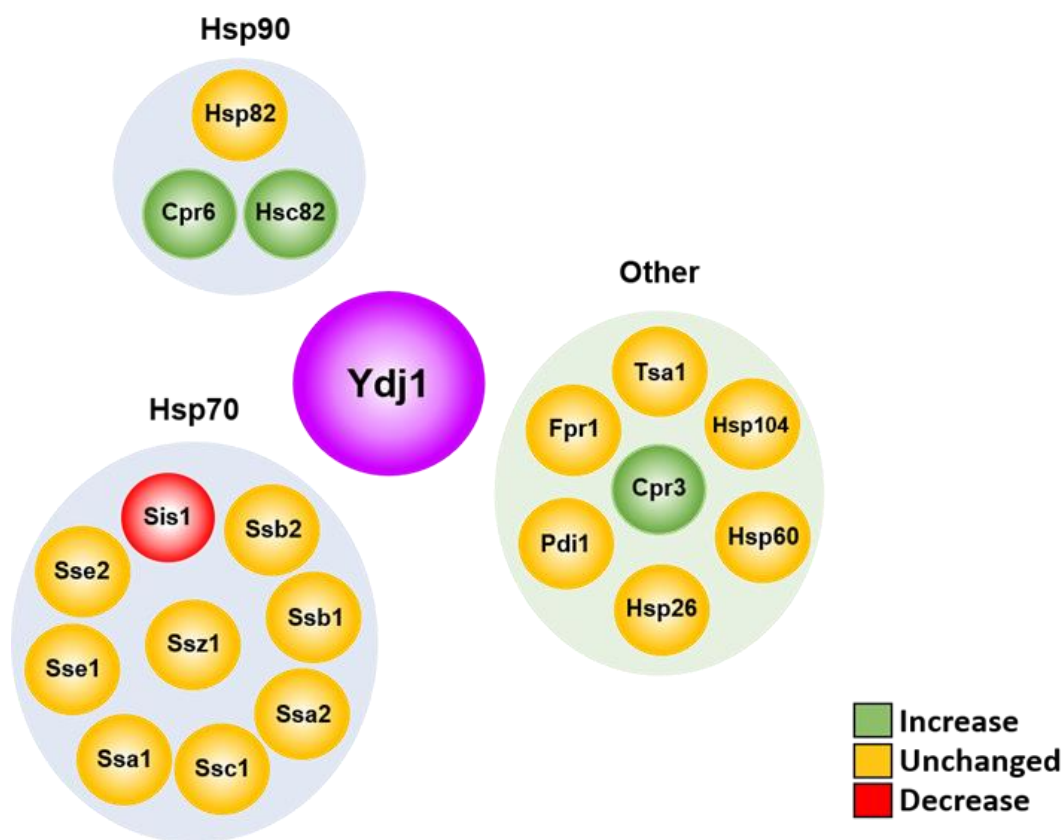 Hsp90
Hsp82
Cpr6
Hsc82
Ydj1
Other
Tsa1
Fpr1
Hsp104
Cpr3
Pdi1
Hsp60
Hsp26
Hsp70
Sis1
Ssb2
Sse2
Ssb1
Ssz1
Sse1
Ssa2
Ssa1
Ssc1
Increase
Unchanged
Decrease